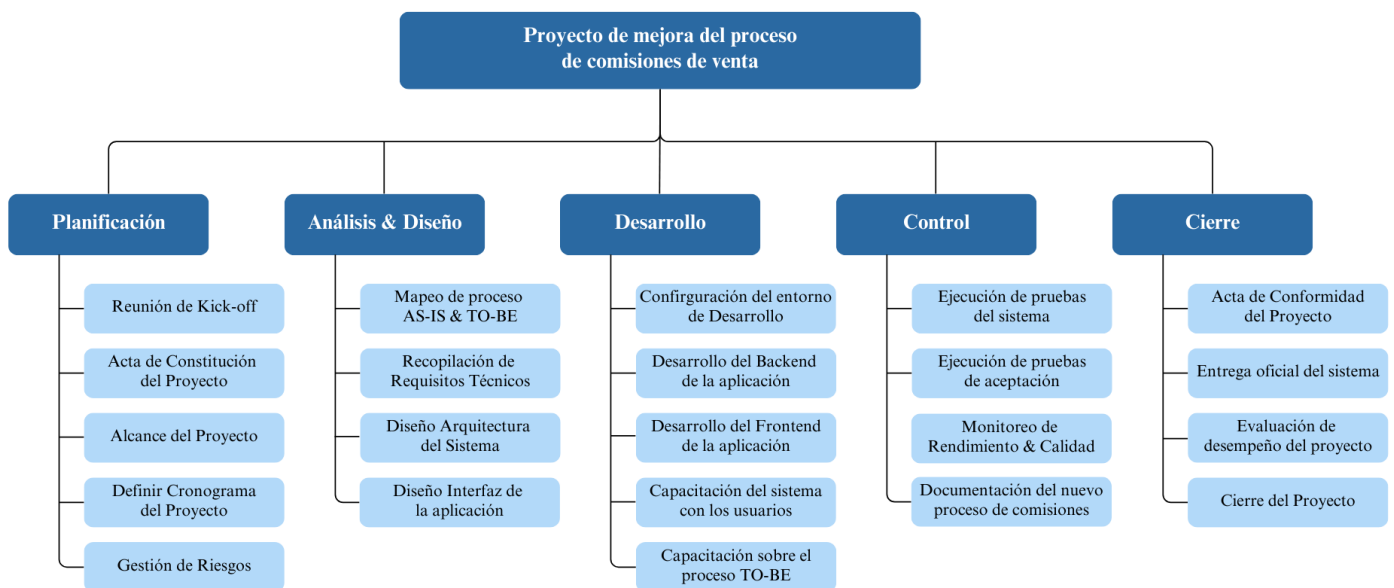 Proyecto de mejora del proceso
de comisiones de venta
Planificación
Reunión de Kick-off
Acta de Constitución
del Proyecto
Alcance del Proyecto
Definir Cronograma
del Proyecto
Gestión de Riesgos
Análisis & Diseño
Mapeo de proceso
AS-IS & TO-BE
Recopilación de
Requisitos Técnicos
Diseño Arquitectura
del Sistema
Diseño Interfaz de
la aplicación
Desarrollo
Confirguración del entorno
de Desarrollo
Desarrollo del Backend
de la aplicación
Desarrollo del Frontend
de la aplicación
Capacitación del sistema
con los usuarios
Capacitación sobre el
proceso TO-BE
Control
Ejecución de pruebas
del sistema
Ejecución de pruebas
de aceptación
Monitoreo de
Rendimiento & Calidad
Documentación del nuevo
proceso de comisiones
Cierre
Acta de Conformidad
del Proyecto
Entrega oficial del sistema
Evaluación de
desempeño del proyecto
Cierre del Proyecto